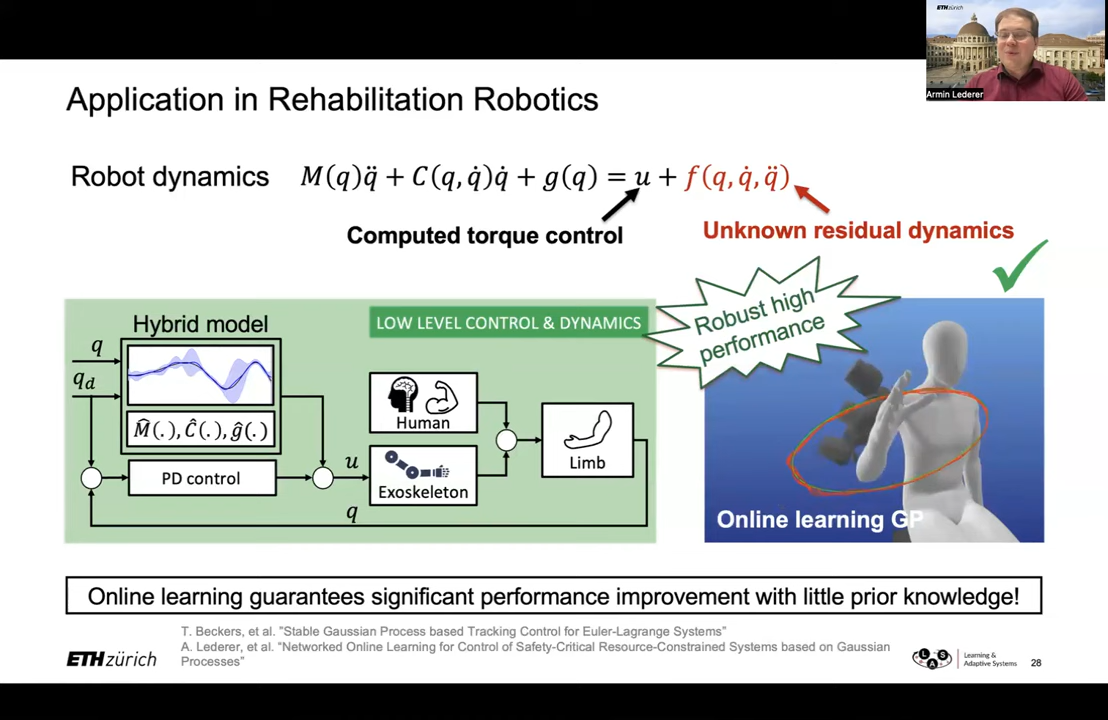 ETHzürich
Armin Lederer
Application in Rehabilitation Robotics
Robot dynamics M(q)q̈ + C(q, q̇)q̇ + g(q) = u + f(q, q̇, q̈)
Computed torque control
Unknown residual dynamics
Hybrid model
LOW LEVEL CONTROL & DYNAMICS
Robust high
performance
q
q_d
M̂(.), Ĉ(.), ĝ(.)
Human
Limb
PD control
u
Exoskeleton
q
Online learning GP
Online learning guarantees significant performance improvement with little prior knowledge!
T. Beckers, et al. "Stable Gaussian Process based Tracking Control for Euler-Lagrange Systems"
A. Lederer, et al. "Networked Online Learning for Control of Safety-Critical Resource-Constrained Systems based on Gaussian
Processes"
ETHzürich
L A S
Learning &
Adaptive Systems
28